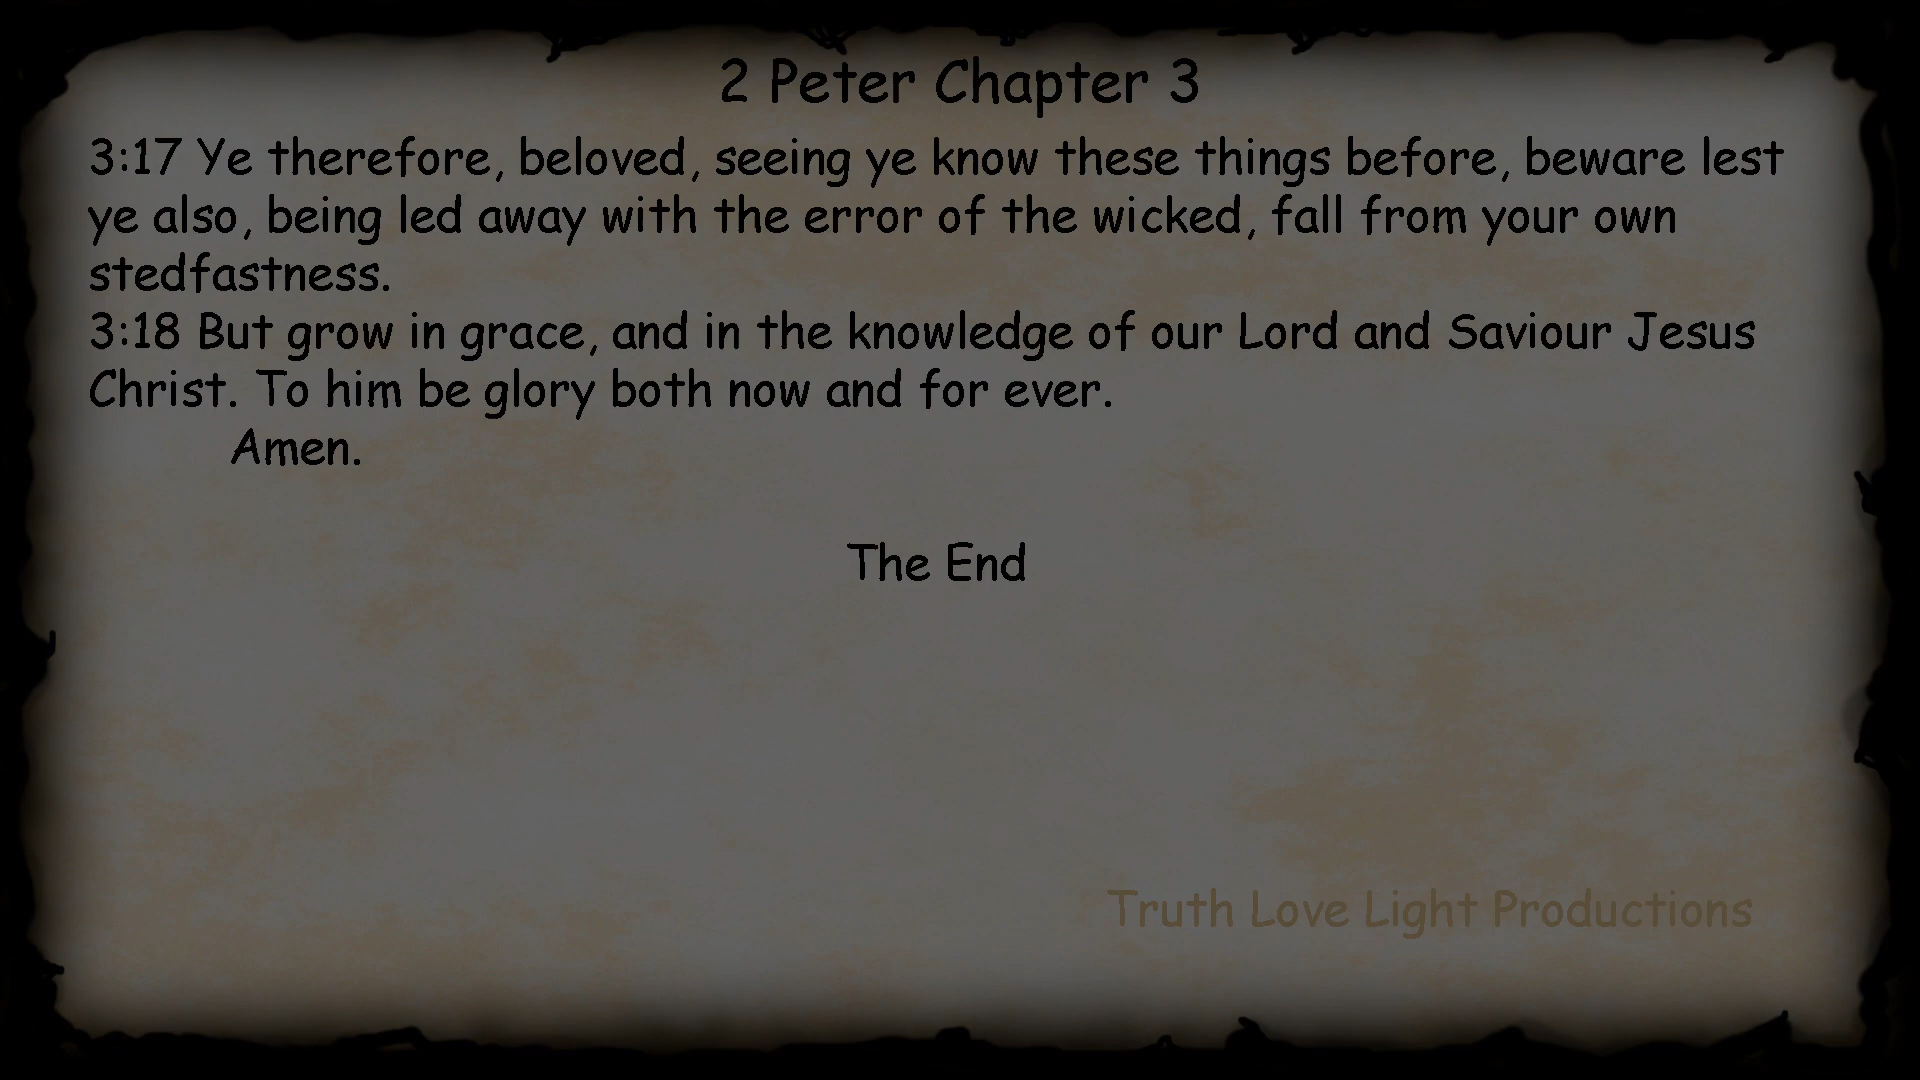 2 Peter Chapter 3
3:17 Ye therefore, beloved, seeing ye know these things before, beware lest
ye also, being led away with the error of the wicked, fall from your own
stedfastness.
3:18 But grow in grace, and in the knowledge of our Lord and Saviour Jesus
Christ. To him be glory both now and for ever.
Amen.
The End
Truth Love Light Productions